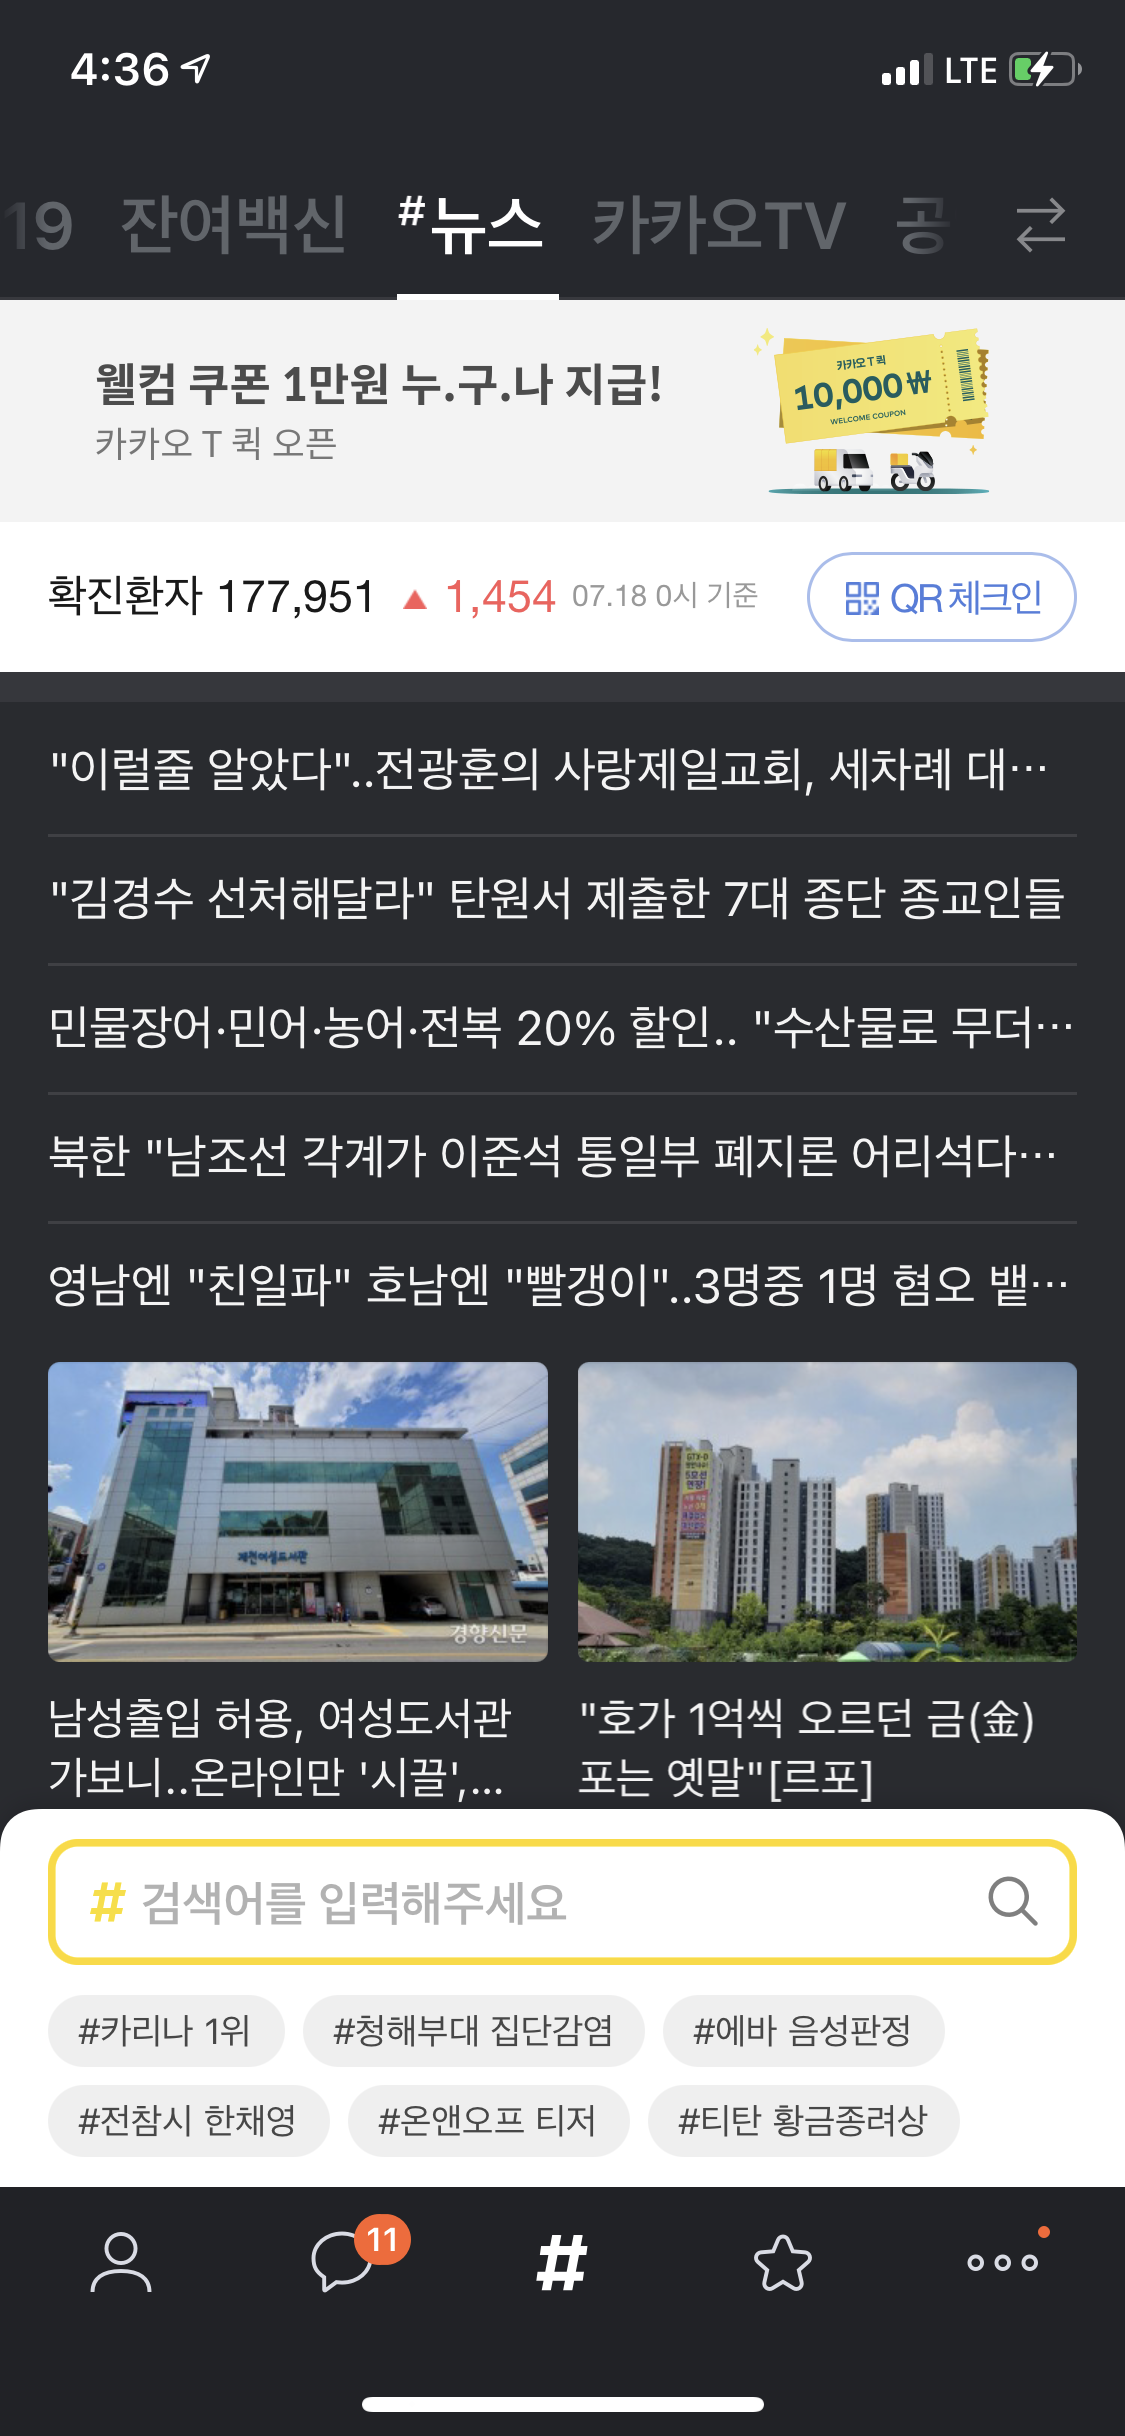 4:36
LTE
19 잔여백신 #뉴스 카카오TV 공
웰컴 쿠폰 1만원 누.구.나 지급!
카카오 T 퀵 오픈
카카오 T 퀵
10,000₩
WELCOME COUPON
확진환자 177,951 ▲ 1,454 07.18 0시 기준
QR 체크인
"이럴줄 알았다"..전광훈의 사랑제일교회, 세차례 대…
"김경수 선처해달라" 탄원서 제출한 7대 종단 종교인들
민물장어·민어·농어·전복 20% 할인.. "수산물로 무더…
북한 "남조선 각계가 이준석 통일부 폐지론 어리석다…
영남엔 "친일파" 호남엔 "빨갱이"..3명중 1명 혐오 뱉…
제천여성도서관
경향신문
GTX-D
5호선
남성출입 허용, 여성도서관
가보니..온라인만 '시끌',...
"호가 1억씩 오르던 금(金)
포는 옛말"[르포]
# 검색어를 입력해주세요
#카리나 1위
#청해부대 집단감염
#에바 음성판정
#전참시 한채영
#온앤오프 티저
#티탄 황금종려상
11
#